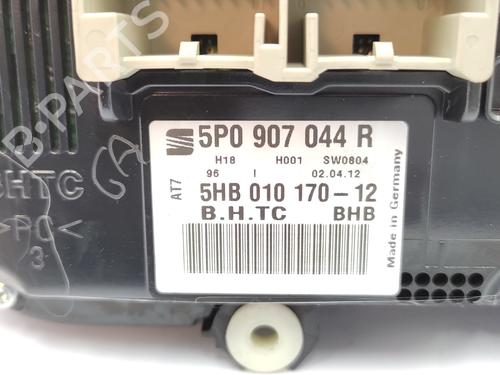 5P0 907 044 R
H18 H001 SW0804
96 I 02.04.12
AT7
5HB 010 170-12
B.H.TC BHB
Made in Germany
BHTC
>PC<
3
B-PARTS